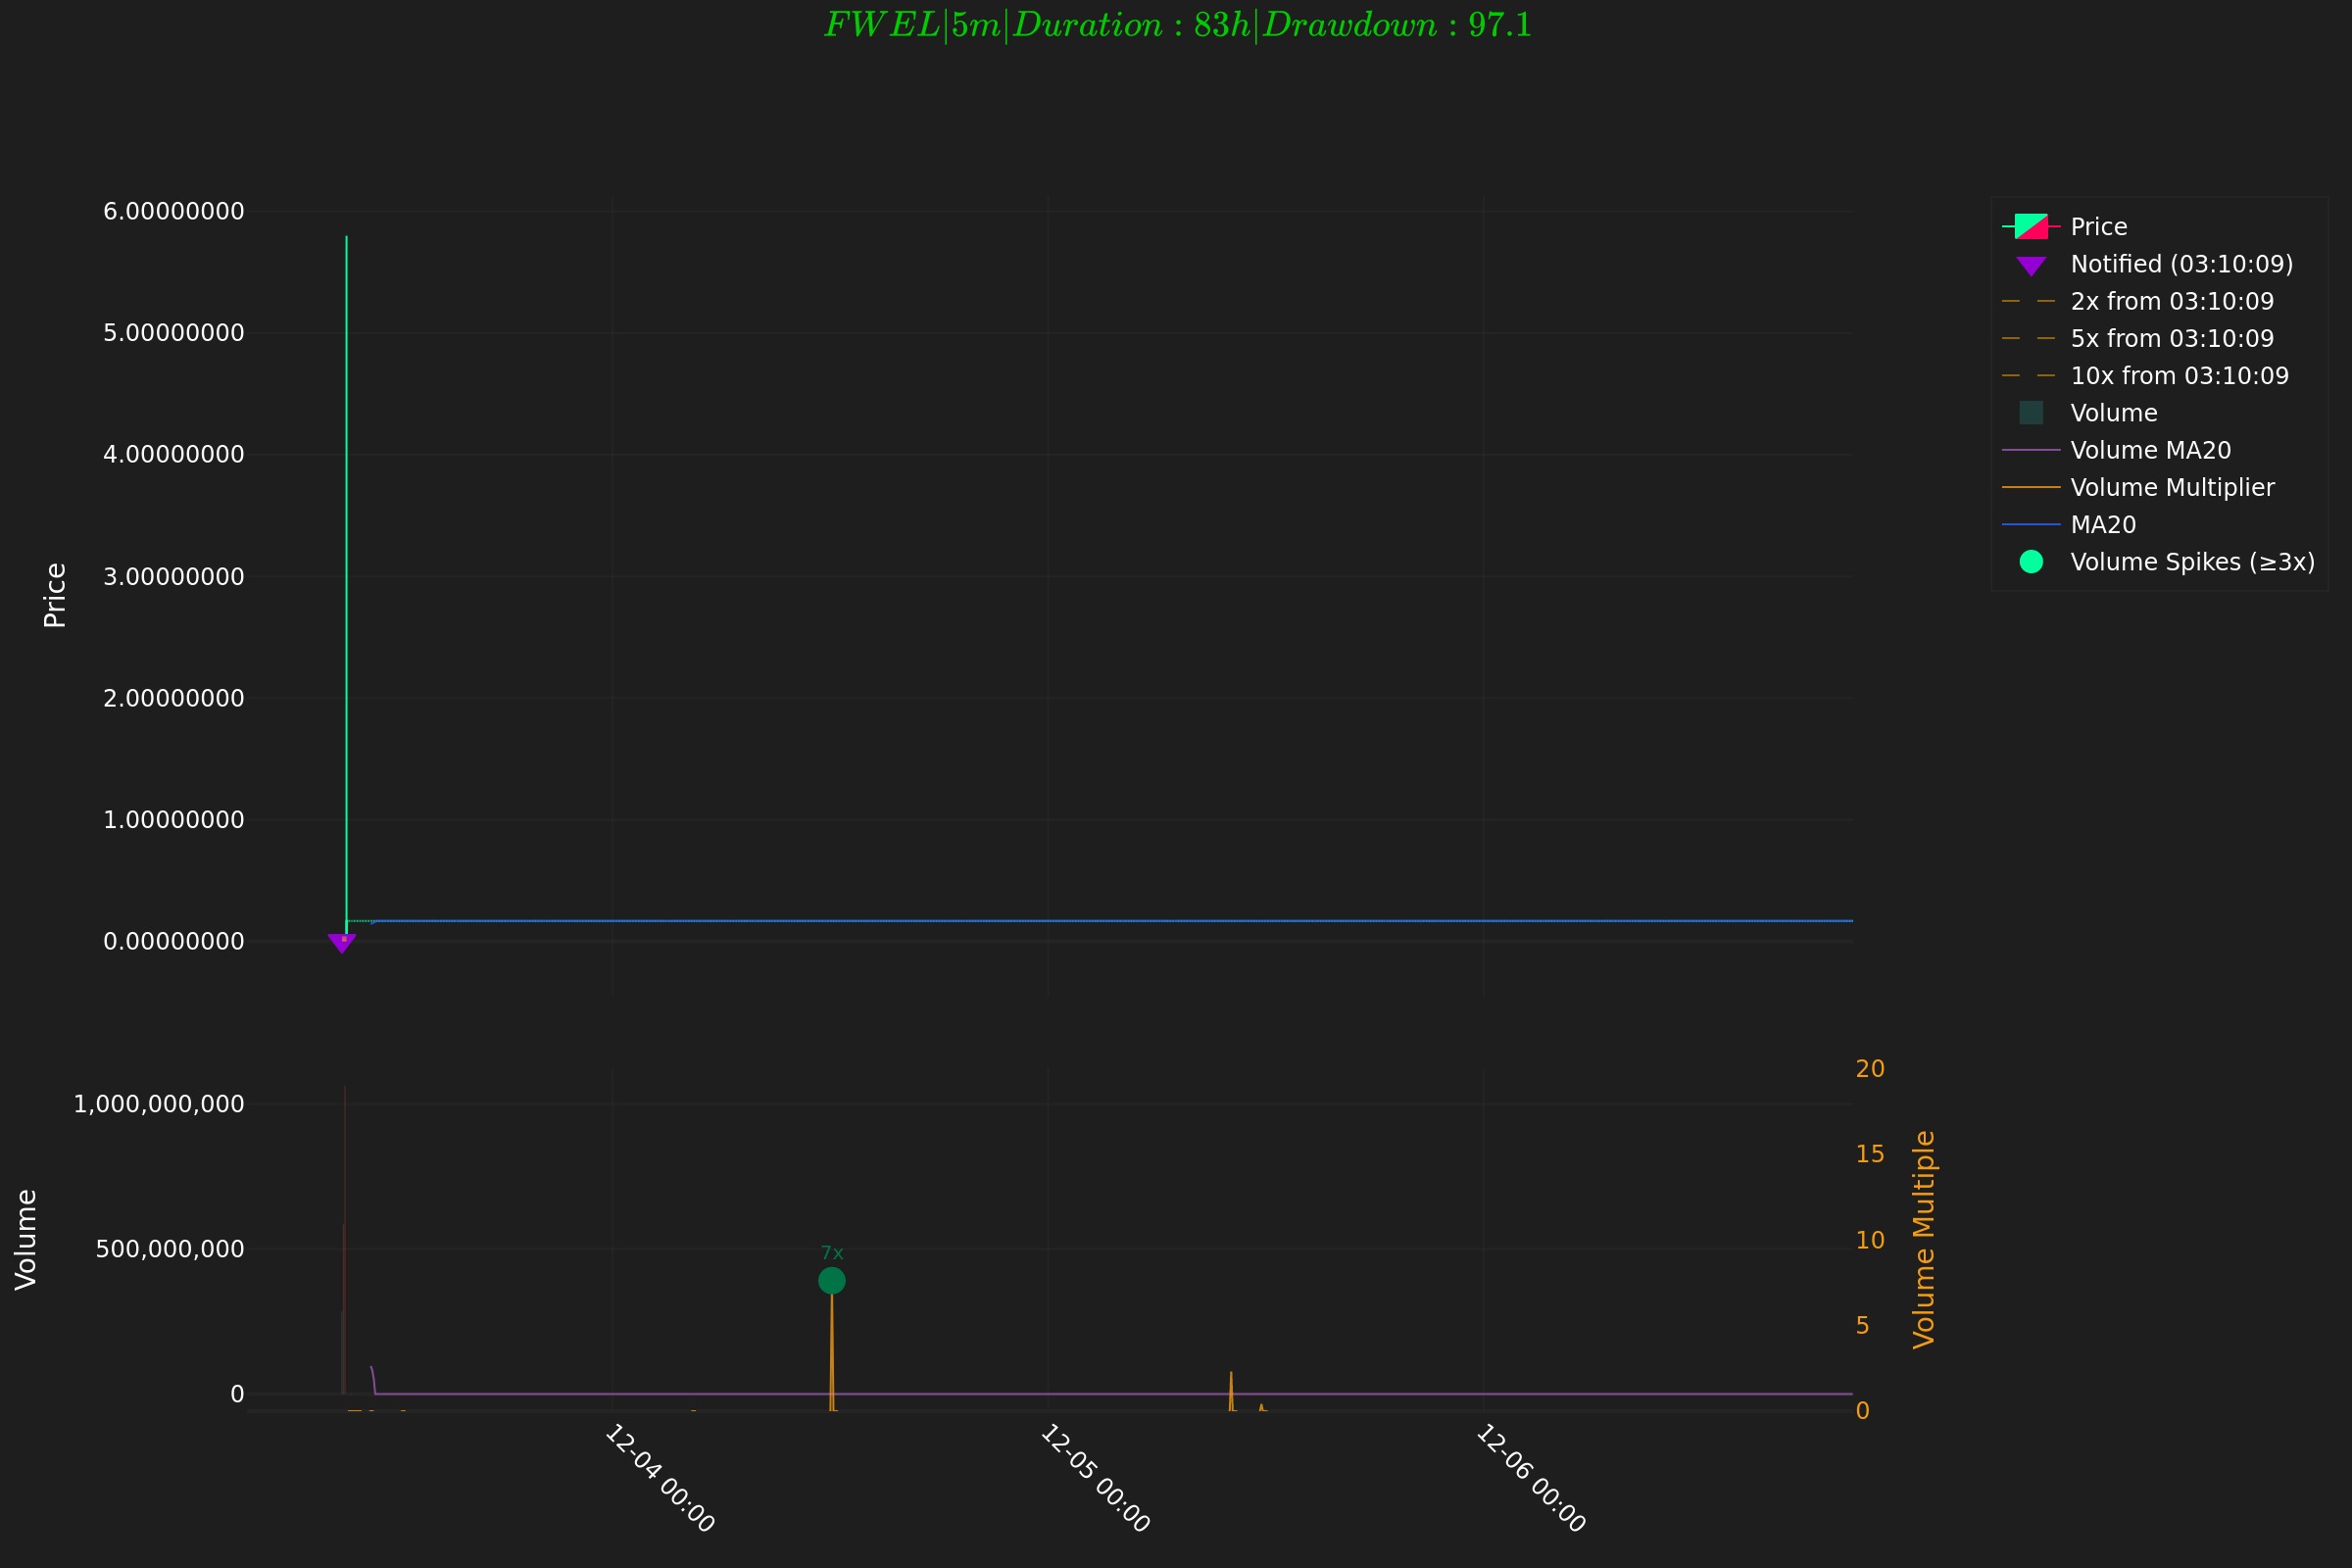 FWEL|5m|Duration : 83h|Drawdown : 97.1
6.00000000
5.00000000
4.00000000
3.00000000
2.00000000
1.00000000
0.00000000
Price
Price
Notified (03:10:09)
2x from 03:10:09
5x from 03:10:09
10x from 03:10:09
Volume
Volume MA20
Volume Multiplier
MA20
Volume Spikes (≥3x)
1,000,000,000
500,000,000
0
Volume
7x
20
15
10
5
0
Volume Multiple
12-04 00:00
12-05 00:00
12-06 00:00